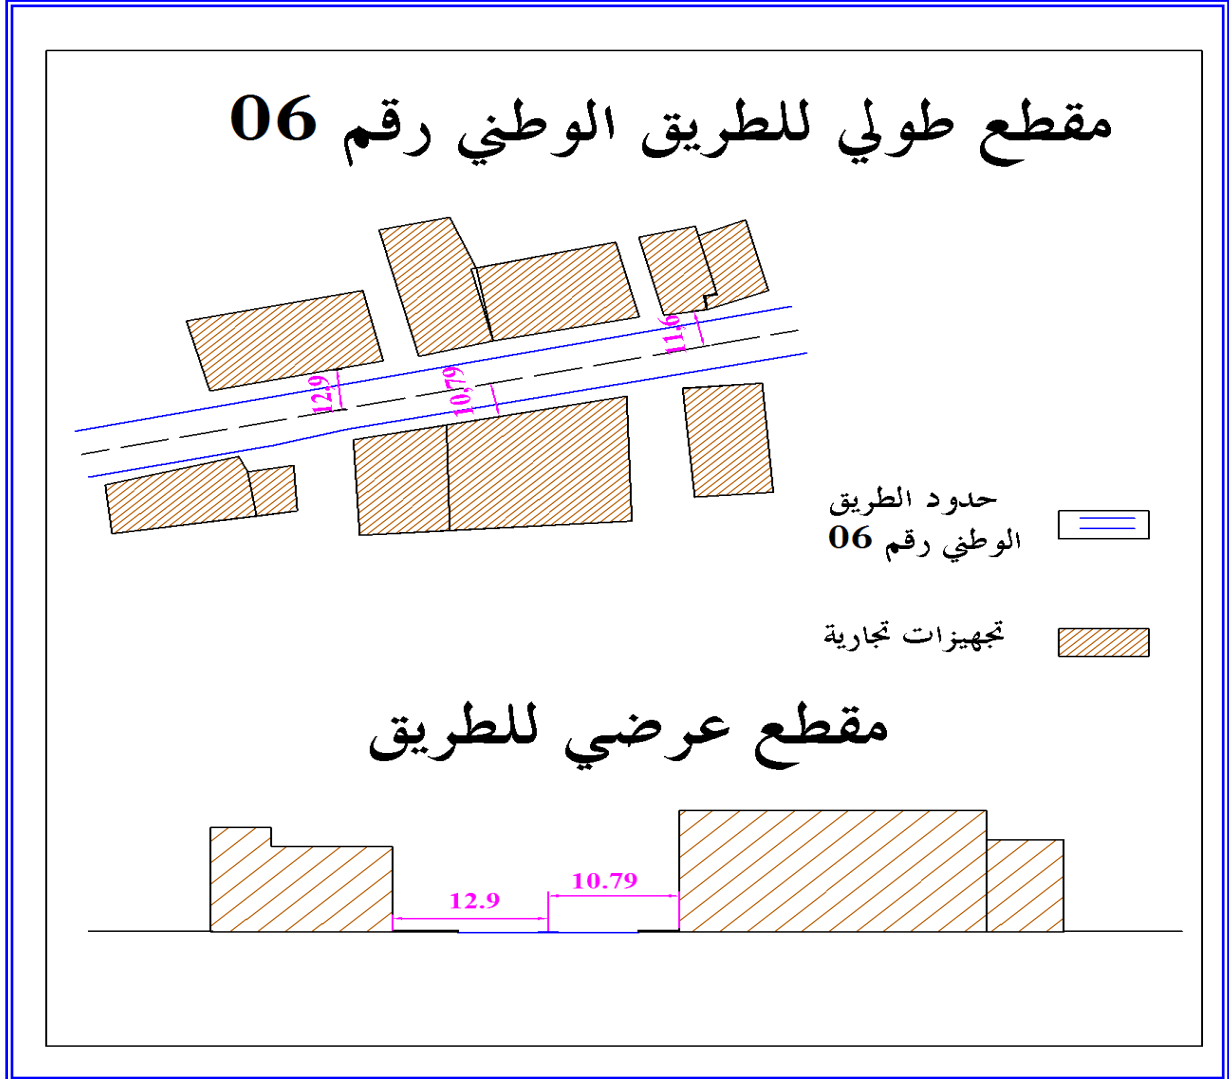 مقطع طولي للطريق الوطني رقم 06
12.9
10,79
11.6
حدود الطريق
الوطني رقم 06
تجهيزات تجارية
مقطع عرضي للطريق
12.9
10.79